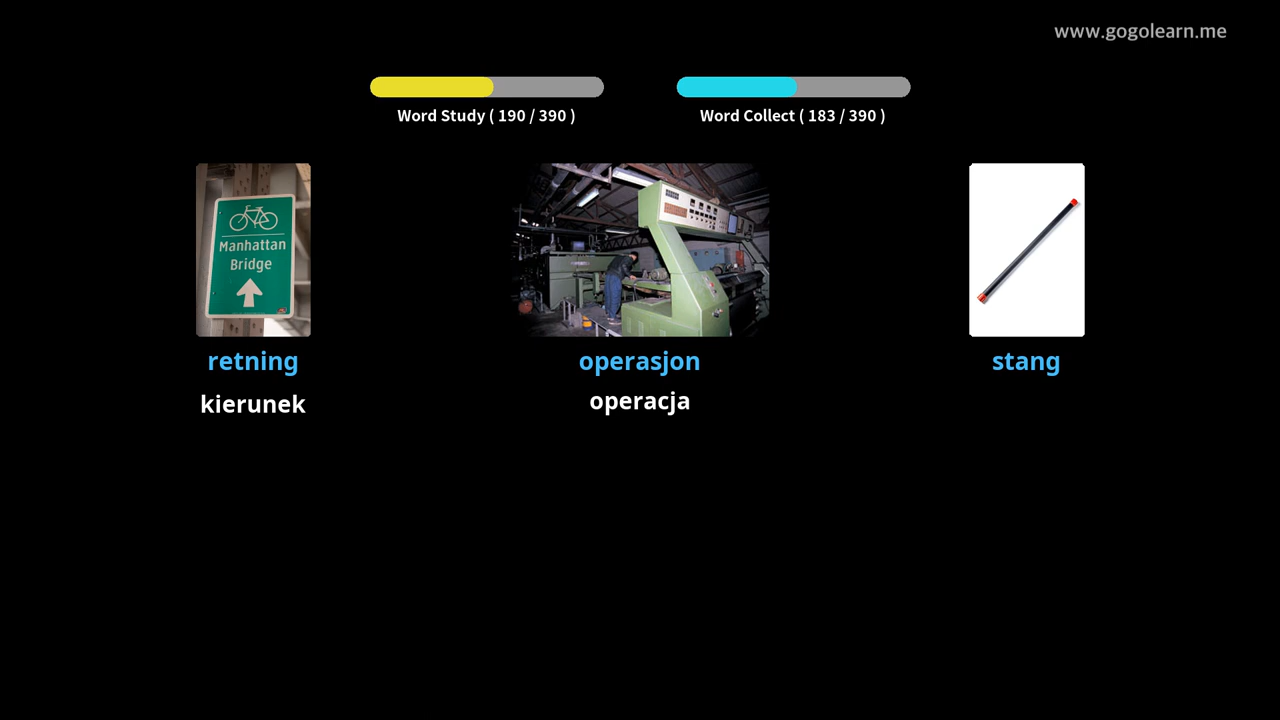 www.gogolearn.me
Word Study ( 190 / 390 )
Word Collect ( 183 / 390 )
Manhattan
Bridge
retning
operasjon
stang
kierunek
operacja